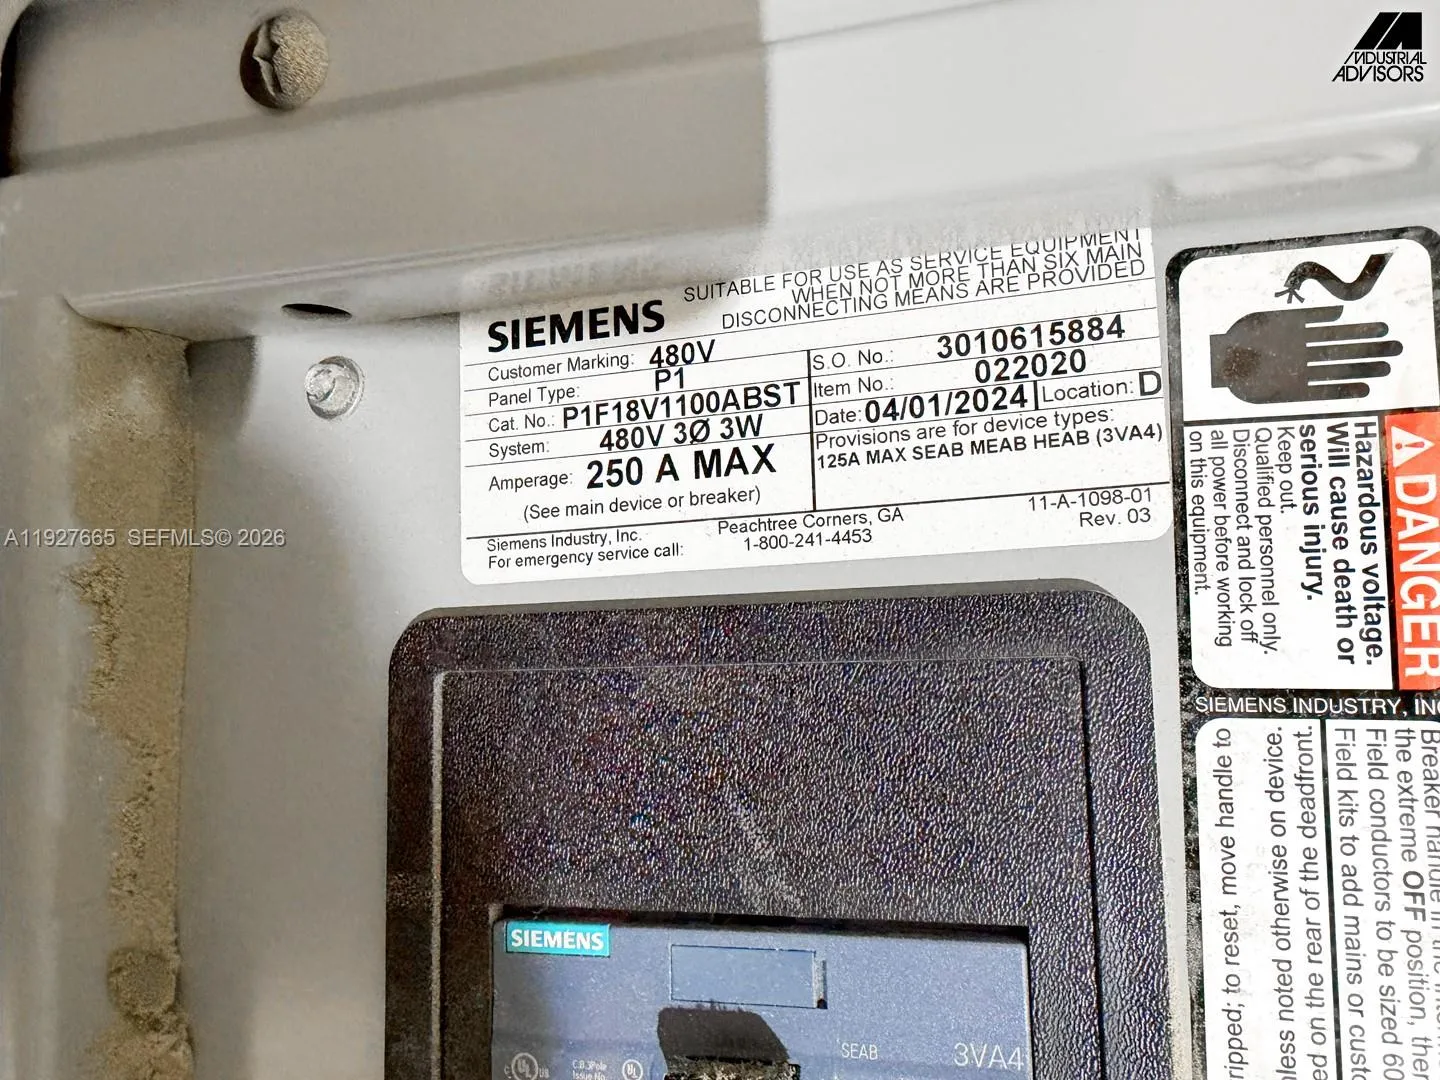 INDUSTRIAL
ADVISORS
SUITABLE FOR USE AS SERVICE EQUIPMENT
WHEN NOT MORE THAN SIX MAIN
DISCONNECTING MEANS ARE PROVIDED
SIEMENS
Customer Marking: 480V
Panel Type: P1
Cat. No.: P1F18V1100ABST
System: 480V 3Ø 3W
Amperage: 250 A MAX
(See main device or breaker)
S.O. No.: 3010615884
Item No.: 022020
Date: 04/01/2024 Location: D
Provisions are for device types:
125A MAX SEAB MEAB HEAB (3VA4)
Siemens Industry, Inc. Peachtree Corners, GA 11-A-1098-01
For emergency service call: 1-800-241-4453 Rev. 03
DANGER
Hazardous voltage.
Will cause death or
serious injury.
Keep out.
Qualified personnel only.
Disconnect and lock off
all power before working
on this equipment.
SIEMENS INDUSTRY, INC
Breaker handle in the
the extreme OFF position, then
Field conductors to be sized 60
Field kits to add mains or
on the rear of the deadfront.
noted otherwise on device.
to reset, move handle to
A11927665 SEFMLS© 2026
SIEMENS
SEAB 3VA4
UL
UL